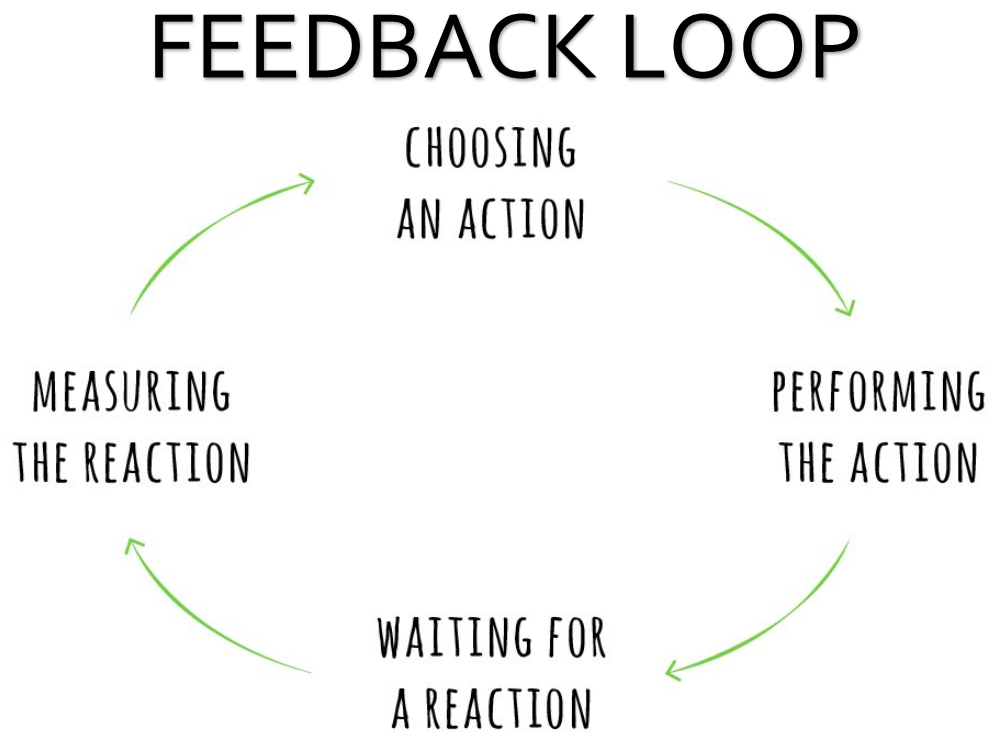 FEEDBACK LOOP
CHOOSING
AN ACTION
PERFORMING
THE ACTION
WAITING FOR
A REACTION
MEASURING
THE REACTION